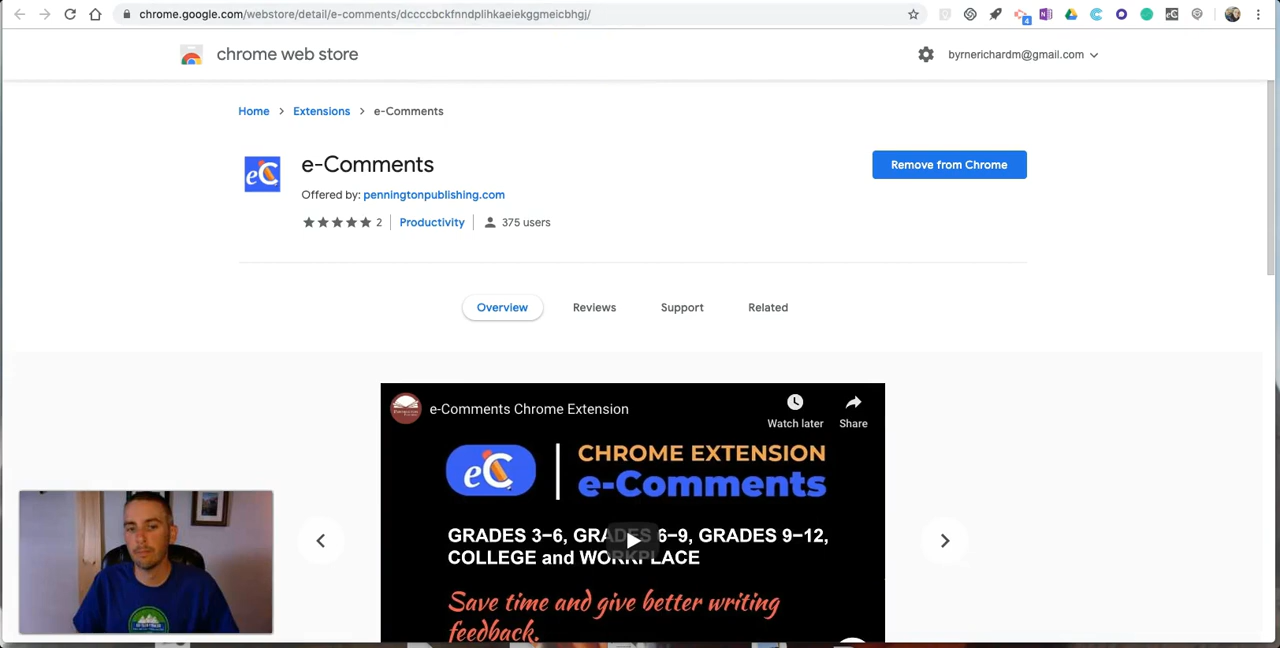 chrome.google.com/webstore/detail/e-comments/dccccbckfnndplihkaeiekggmeicbhgj/
4
eC
chrome web store
byrnerichardm@gmail.com
Home > Extensions > e-Comments
eC
e-Comments
Remove from Chrome
Offered by: penningtonpublishing.com
2 Productivity 375 users
Overview Reviews Support Related
e-Comments Chrome Extension
Watch later Share
eC CHROME EXTENSION
e-Comments
GRADES 3–6, GRADES 6–9, GRADES 9–12,
COLLEGE and WORKPLACE
Save time and give better writing
feedback.